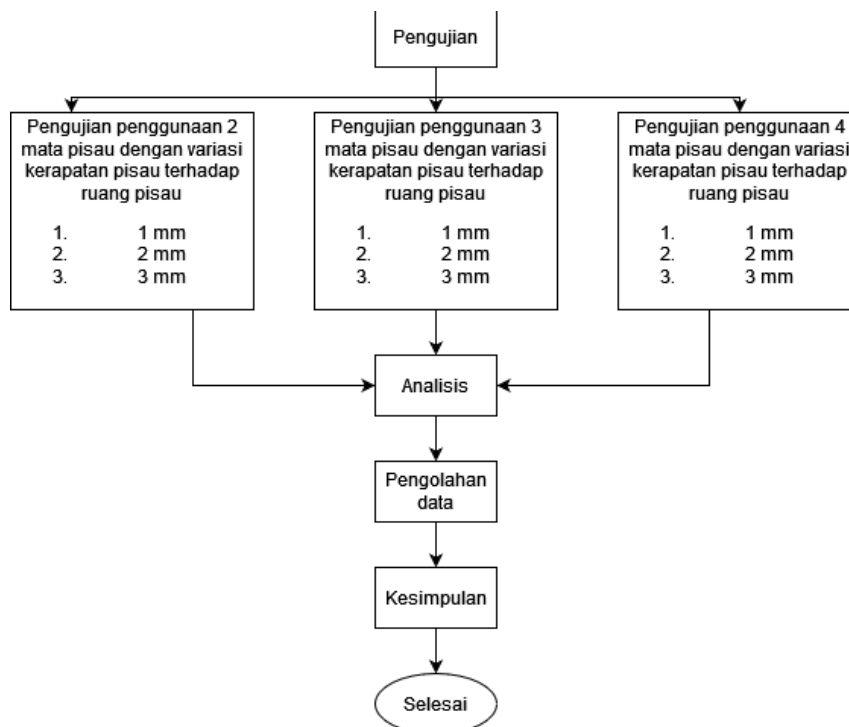 Pengujian
Pengujian penggunaan 2
mata pisau dengan variasi
kerapatan pisau terhadap
ruang pisau
1. 1 mm
2. 2 mm
3. 3 mm
Pengujian penggunaan 3
mata pisau dengan variasi
kerapatan pisau terhadap
ruang pisau
1. 1 mm
2. 2 mm
3. 3 mm
Pengujian penggunaan 4
mata pisau dengan variasi
kerapatan pisau terhadap
ruang pisau
1. 1 mm
2. 2 mm
3. 3 mm
Analisis
Pengolahan
data
Kesimpulan
Selesai